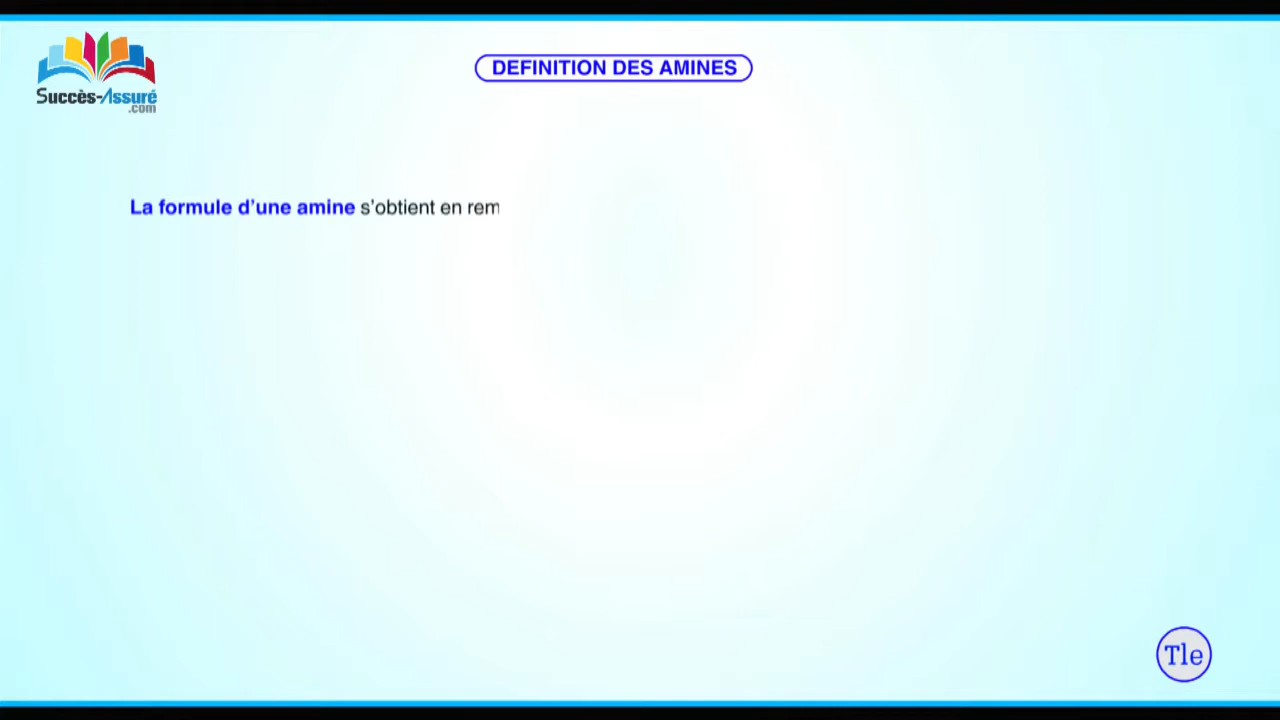 Succès-Assuré
.com
DEFINITION DES AMINES
La formule d'une amine s'obtient en rem
Tle